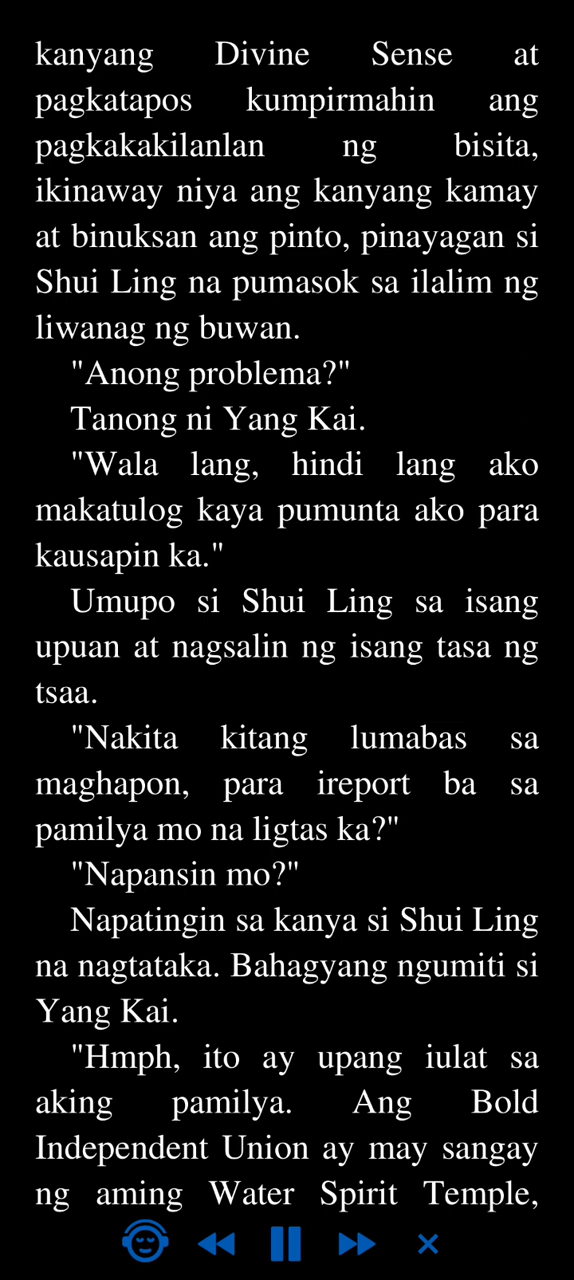 kanyang Divine Sense at
pagkatapos kumpirmahin ang
pagkakakilanlan ng bisita,
ikinaway niya ang kanyang kamay
at binuksan ang pinto, pinayagan si
Shui Ling na pumasok sa ilalim ng
liwanag ng buwan.
"Anong problema?"
Tanong ni Yang Kai.
"Wala lang, hindi lang ako
makatulog kaya pumunta ako para
kausapin ka."
Umupo si Shui Ling sa isang
upuan at nagsalin ng isang tasa ng
tsaa.
"Nakita kitang lumabas sa
maghapon, para ireport ba sa
pamilya mo na ligtas ka?"
"Napansin mo?"
Napatingin sa kanya si Shui Ling
na nagtataka. Bahagyang ngumiti si
Yang Kai.
"Hmph, ito ay upang iulat sa
aking pamilya. Ang Bold
Independent Union ay may sangay
ng aming Water Spirit Temple,